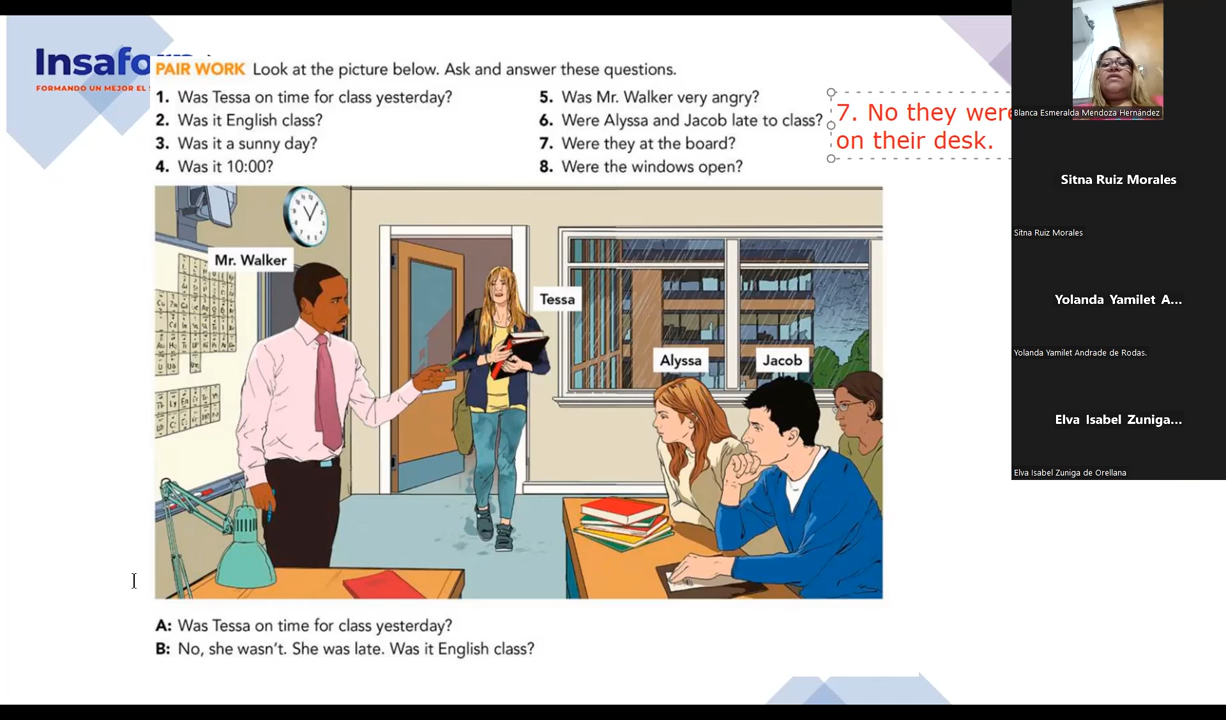 Insafo
FORMANDO UN MEJOR EL
PAIR WORK Look at the picture below. Ask and answer these questions.
1. Was Tessa on time for class yesterday?
2. Was it English class?
3. Was it a sunny day?
4. Was it 10:00?
5. Was Mr. Walker very angry?
6. Were Alyssa and Jacob late to class?
7. Were they at the board?
8. Were the windows open?
7. No they were
on their desk.
Mr. Walker
Tessa
Alyssa
Jacob
A: Was Tessa on time for class yesterday?
B: No, she wasn't. She was late. Was it English class?
Blanca Esmeralda Mendoza Hernández
Sitna Ruiz Morales
Sitna Ruiz Morales
Yolanda Yamilet A...
Yolanda Yamilet Andrade de Rodas.
Elva Isabel Zuniga...
Elva Isabel Zuniga de Orellana